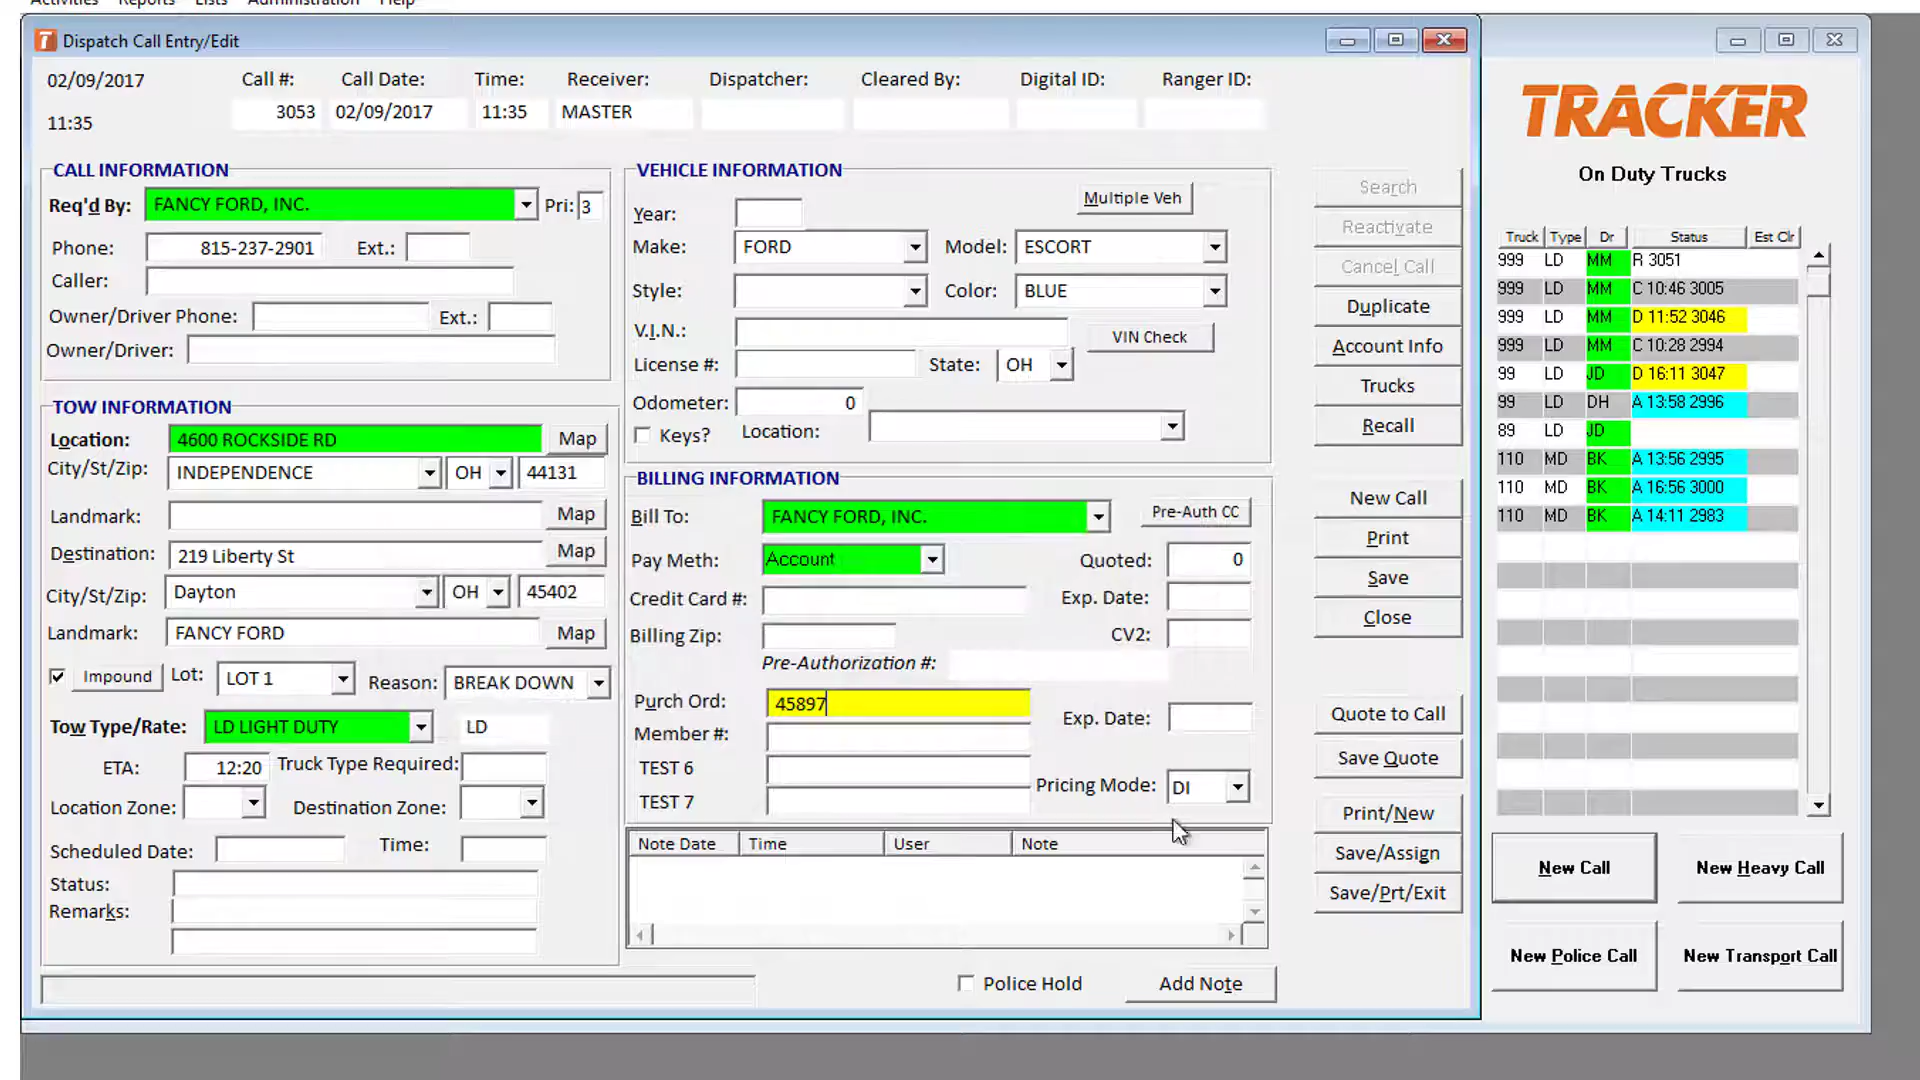 Activities Reports Lists Administration Help
Dispatch Call Entry/Edit
02/09/2017 Call #: Call Date: Time: Receiver: Dispatcher: Cleared By: Digital ID: Ranger ID:
11:35 3053 02/09/2017 11:35 MASTER
CALL INFORMATION
Req'd By: FANCY FORD, INC. Pri: 3
Phone: 815-237-2901 Ext.:
Caller:
Owner/Driver Phone: Ext.:
Owner/Driver:
TOW INFORMATION
Location: 4600 ROCKSIDE RD Map
City/St/Zip: INDEPENDENCE OH 44131
Landmark: Map
Destination: 219 Liberty St Map
City/St/Zip: Dayton OH 45402
Landmark: FANCY FORD Map
Impound Lot: LOT 1 Reason: BREAK DOWN
Tow Type/Rate: LD LIGHT DUTY LD
ETA: 12:20 Truck Type Required:
Location Zone: Destination Zone:
Scheduled Date: Time:
Status:
Remarks:
VEHICLE INFORMATION
Year: Multiple Veh
Make: FORD Model: ESCORT
Style: Color: BLUE
V.I.N.: VIN Check
License #: State: OH
Odometer: 0
Keys? Location:
BILLING INFORMATION
Bill To: FANCY FORD, INC. Pre-Auth CC
Pay Meth: Account Quoted: 0
Credit Card #: Exp. Date:
Billing Zip: CV2:
Pre-Authorization #:
Purch Ord: 45897
Exp. Date:
Member #:
TEST 6
Pricing Mode: DI
TEST 7
Note Date Time User Note
Police Hold Add Note
Search
Reactivate
Cancel Call
Duplicate
Account Info
Trucks
Recall
New Call
Print
Save
Close
Quote to Call
Save Quote
Print/New
Save/Assign
Save/Prt/Exit
TRACKER
On Duty Trucks
Truck Type Dr Status Est Clr
999 LD MM R 3051
999 LD MM C 10:46 3005
999 LD MM D 11:52 3046
999 LD MM C 10:28 2994
99 LD JD D 16:11 3047
99 LD DH A 13:58 2996
89 LD JD
110 MD BK A 13:56 2995
110 MD BK A 16:56 3000
110 MD BK A 14:11 2983
New Call New Heavy Call
New Police Call New Transport Call